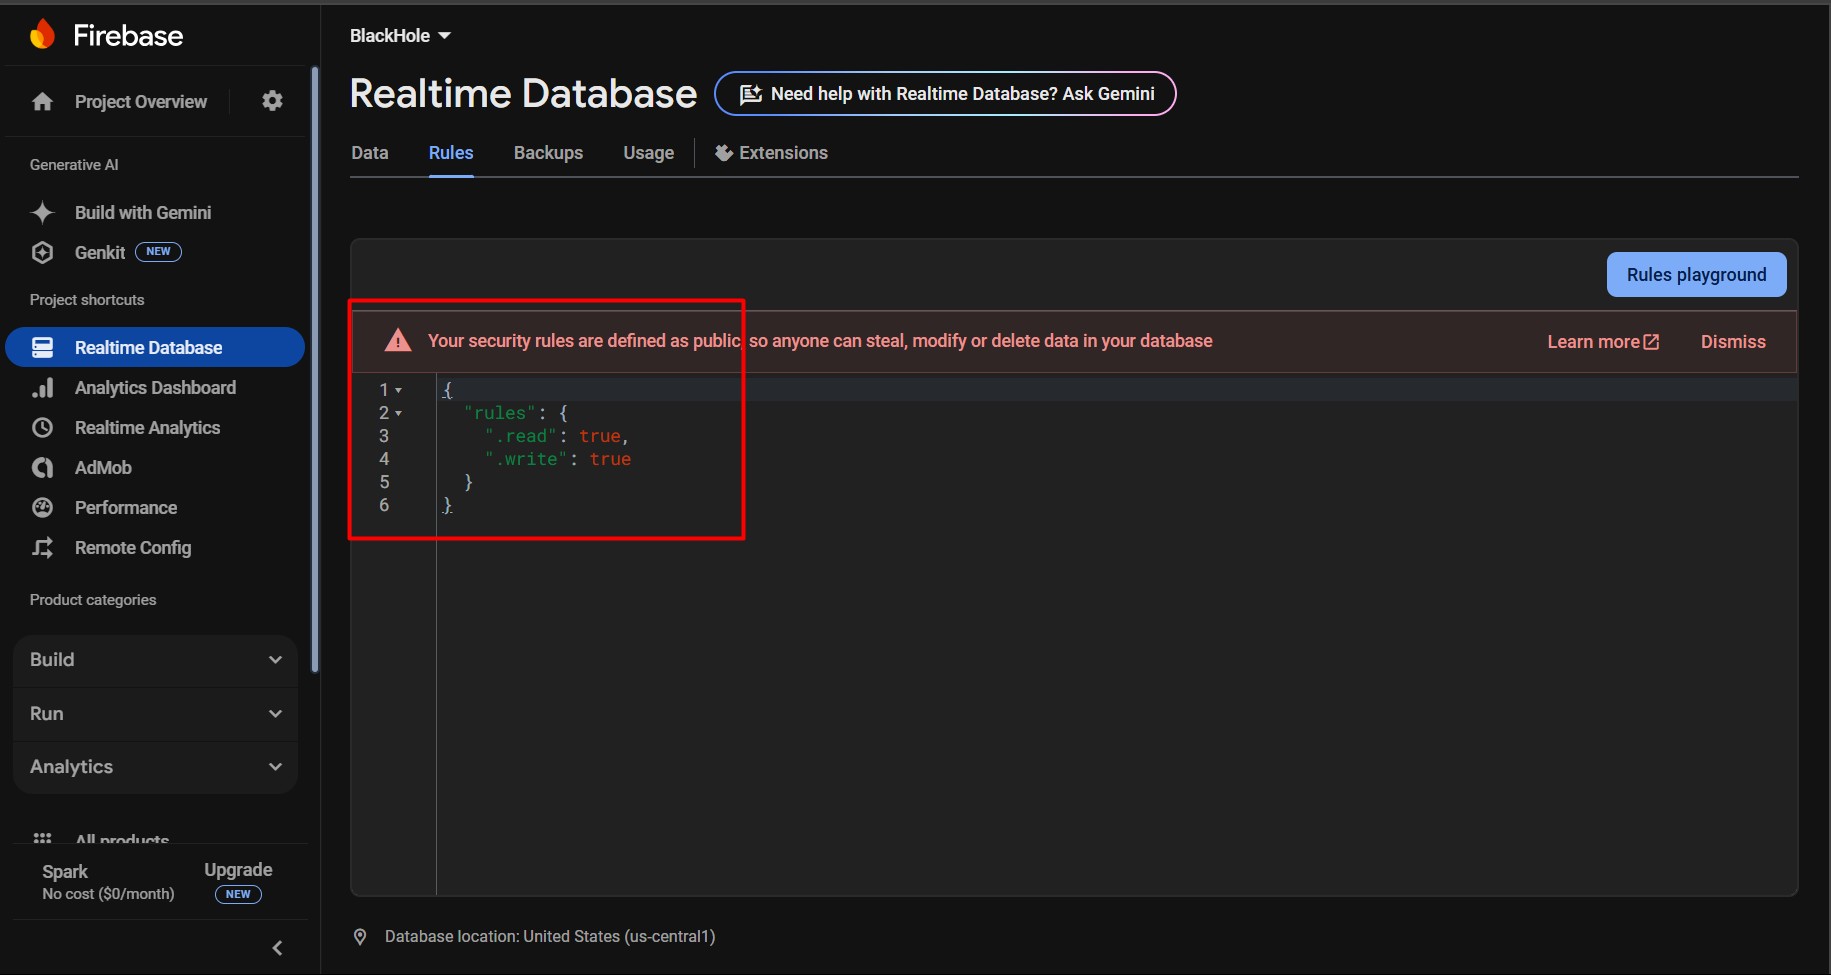 Firebase
BlackHole
Project Overview
Realtime Database
Need help with Realtime Database? Ask Gemini
Data
Rules
Backups
Usage
Extensions
Generative AI
Build with Gemini
Genkit
NEW
Project shortcuts
Realtime Database
Analytics Dashboard
Realtime Analytics
AdMob
Performance
Remote Config
Product categories
Build
Run
Analytics
All products
Spark
No cost ($0/month)
Upgrade
NEW
Rules playground
Your security rules are defined as public, so anyone can steal, modify or delete data in your database
Learn more
Dismiss
1 {
2 "rules": {
3 ".read": true,
4 ".write": true
5 }
6 }
Database location: United States (us-central1)